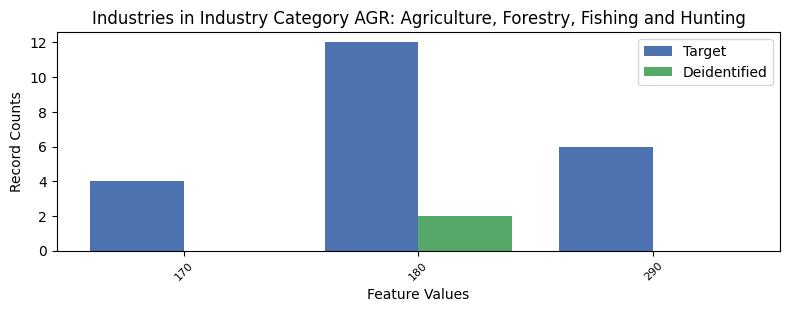 Industries in Industry Category AGR: Agriculture, Forestry, Fishing and Hunting
Target
Deidentified
Record Counts
12
10
8
6
4
2
0
170
180
290
Feature Values